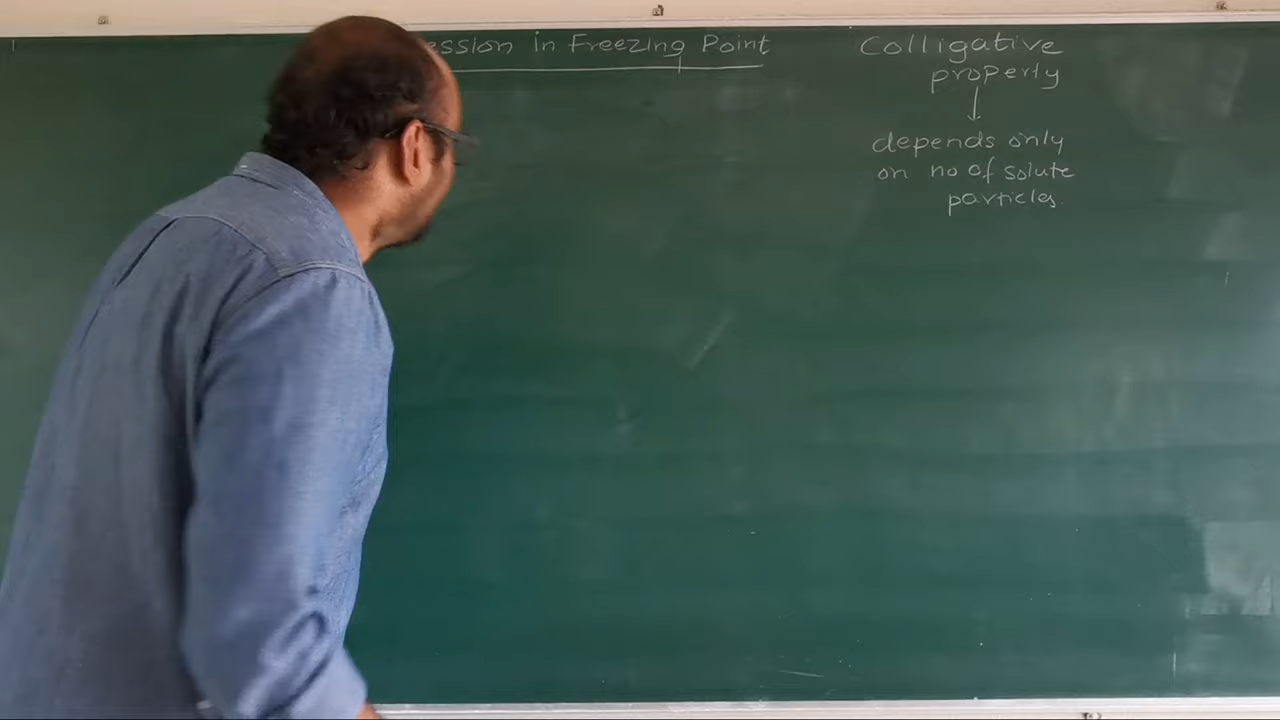 ession in Freezing Point
Colligative
property
↓
depends only
on no of solute
particles.